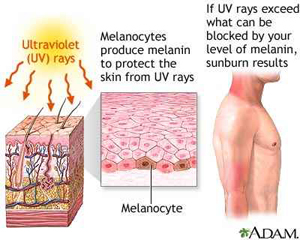 Ultraviolet
(UV) rays
Melanocytes
produce melanin
to protect the
skin from UV rays
Melanocyte
If UV rays exceed
what can be
blocked by your
level of melanin,
sunburn results
ADAM.